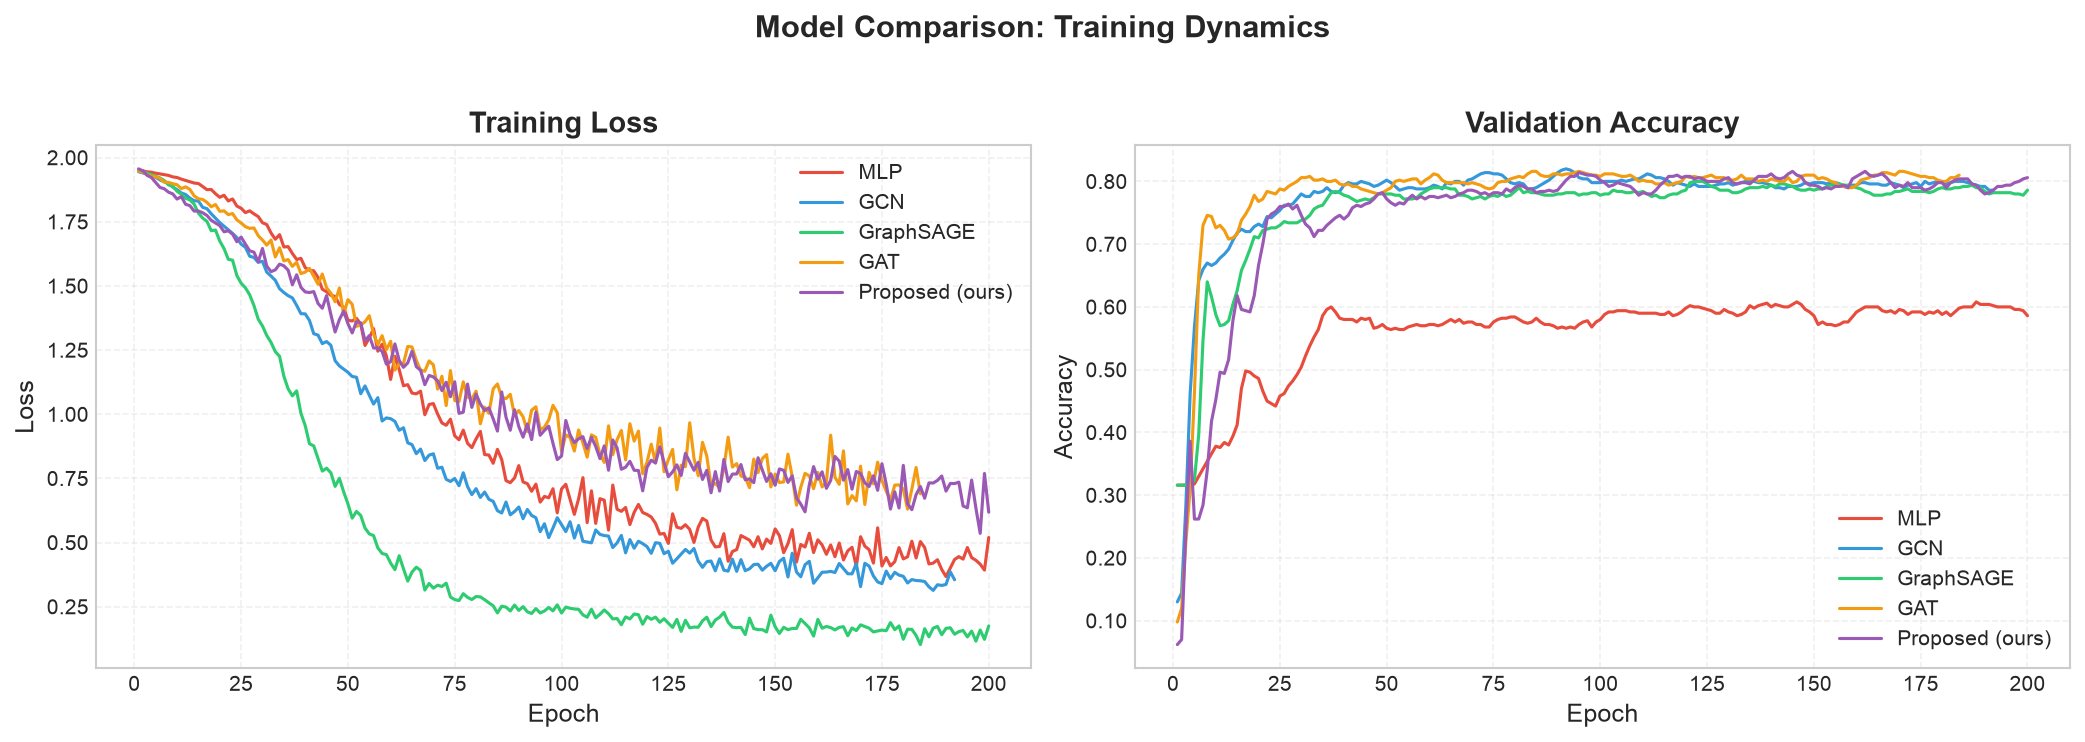 Model Comparison: Training Dynamics
Training Loss
2.00
1.75
1.50
1.25
1.00
0.75
0.50
0.25
Loss
MLP
GCN
GraphSAGE
GAT
Proposed (ours)
0 25 50 75 100 125 150 175 200
Epoch
Validation Accuracy
0.80
0.70
0.60
0.50
0.40
0.30
0.20
0.10
Accuracy
MLP
GCN
GraphSAGE
GAT
Proposed (ours)
0 25 50 75 100 125 150 175 200
Epoch